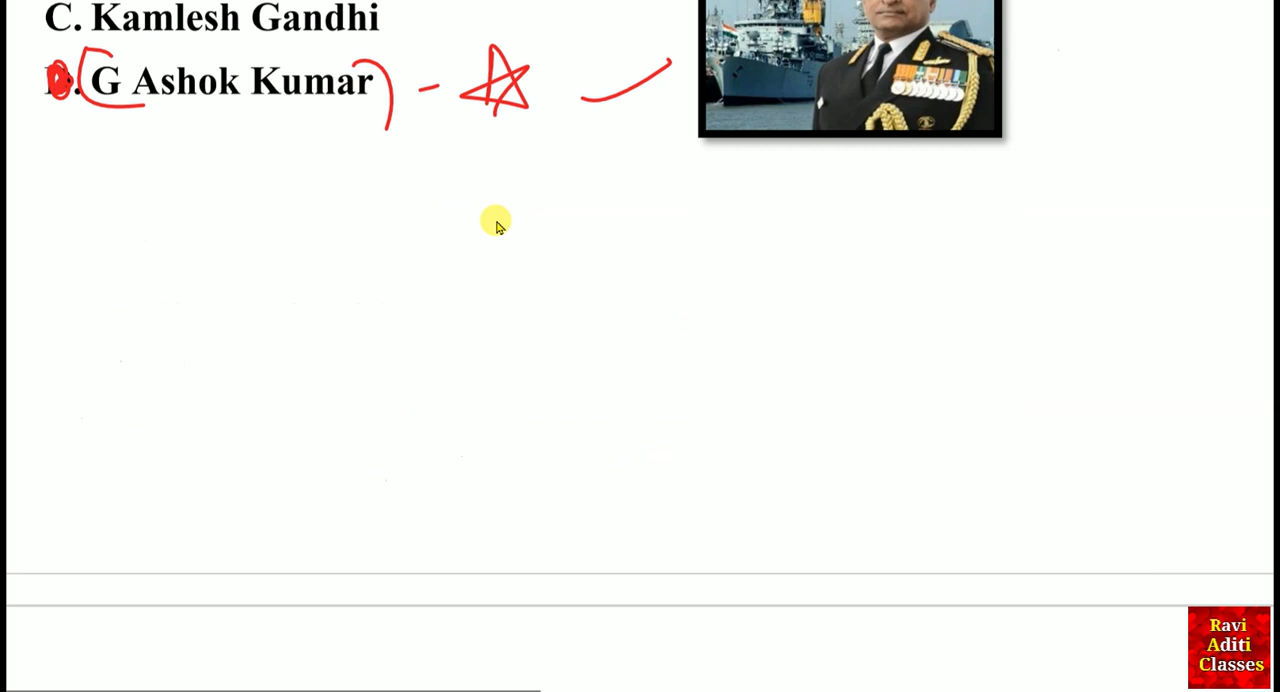 C. Kamlesh Gandhi
. G Ashok Kumar
Ravi
Aditi
Classes